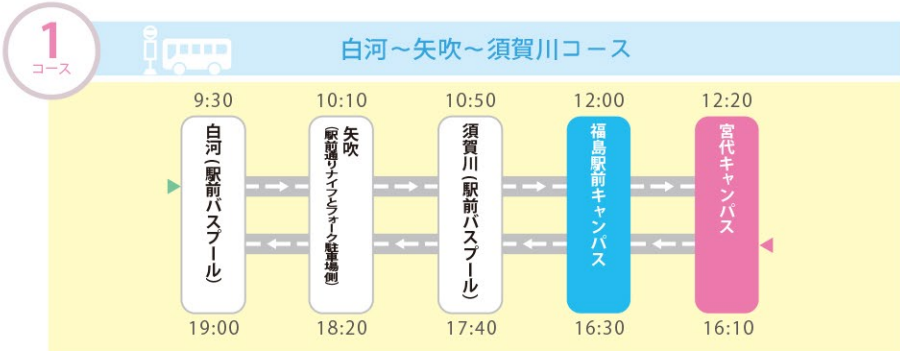 1
コース
白河～矢吹～須賀川コース
9:30
10:10
10:50
12:00
12:20
白河(駅前バスプール)
矢吹
(駅前通りナイフとフォーク駐車場側)
須賀川(駅前バスプール)
福島駅前キャンパス
宮代キャンパス
19:00
18:20
17:40
16:30
16:10